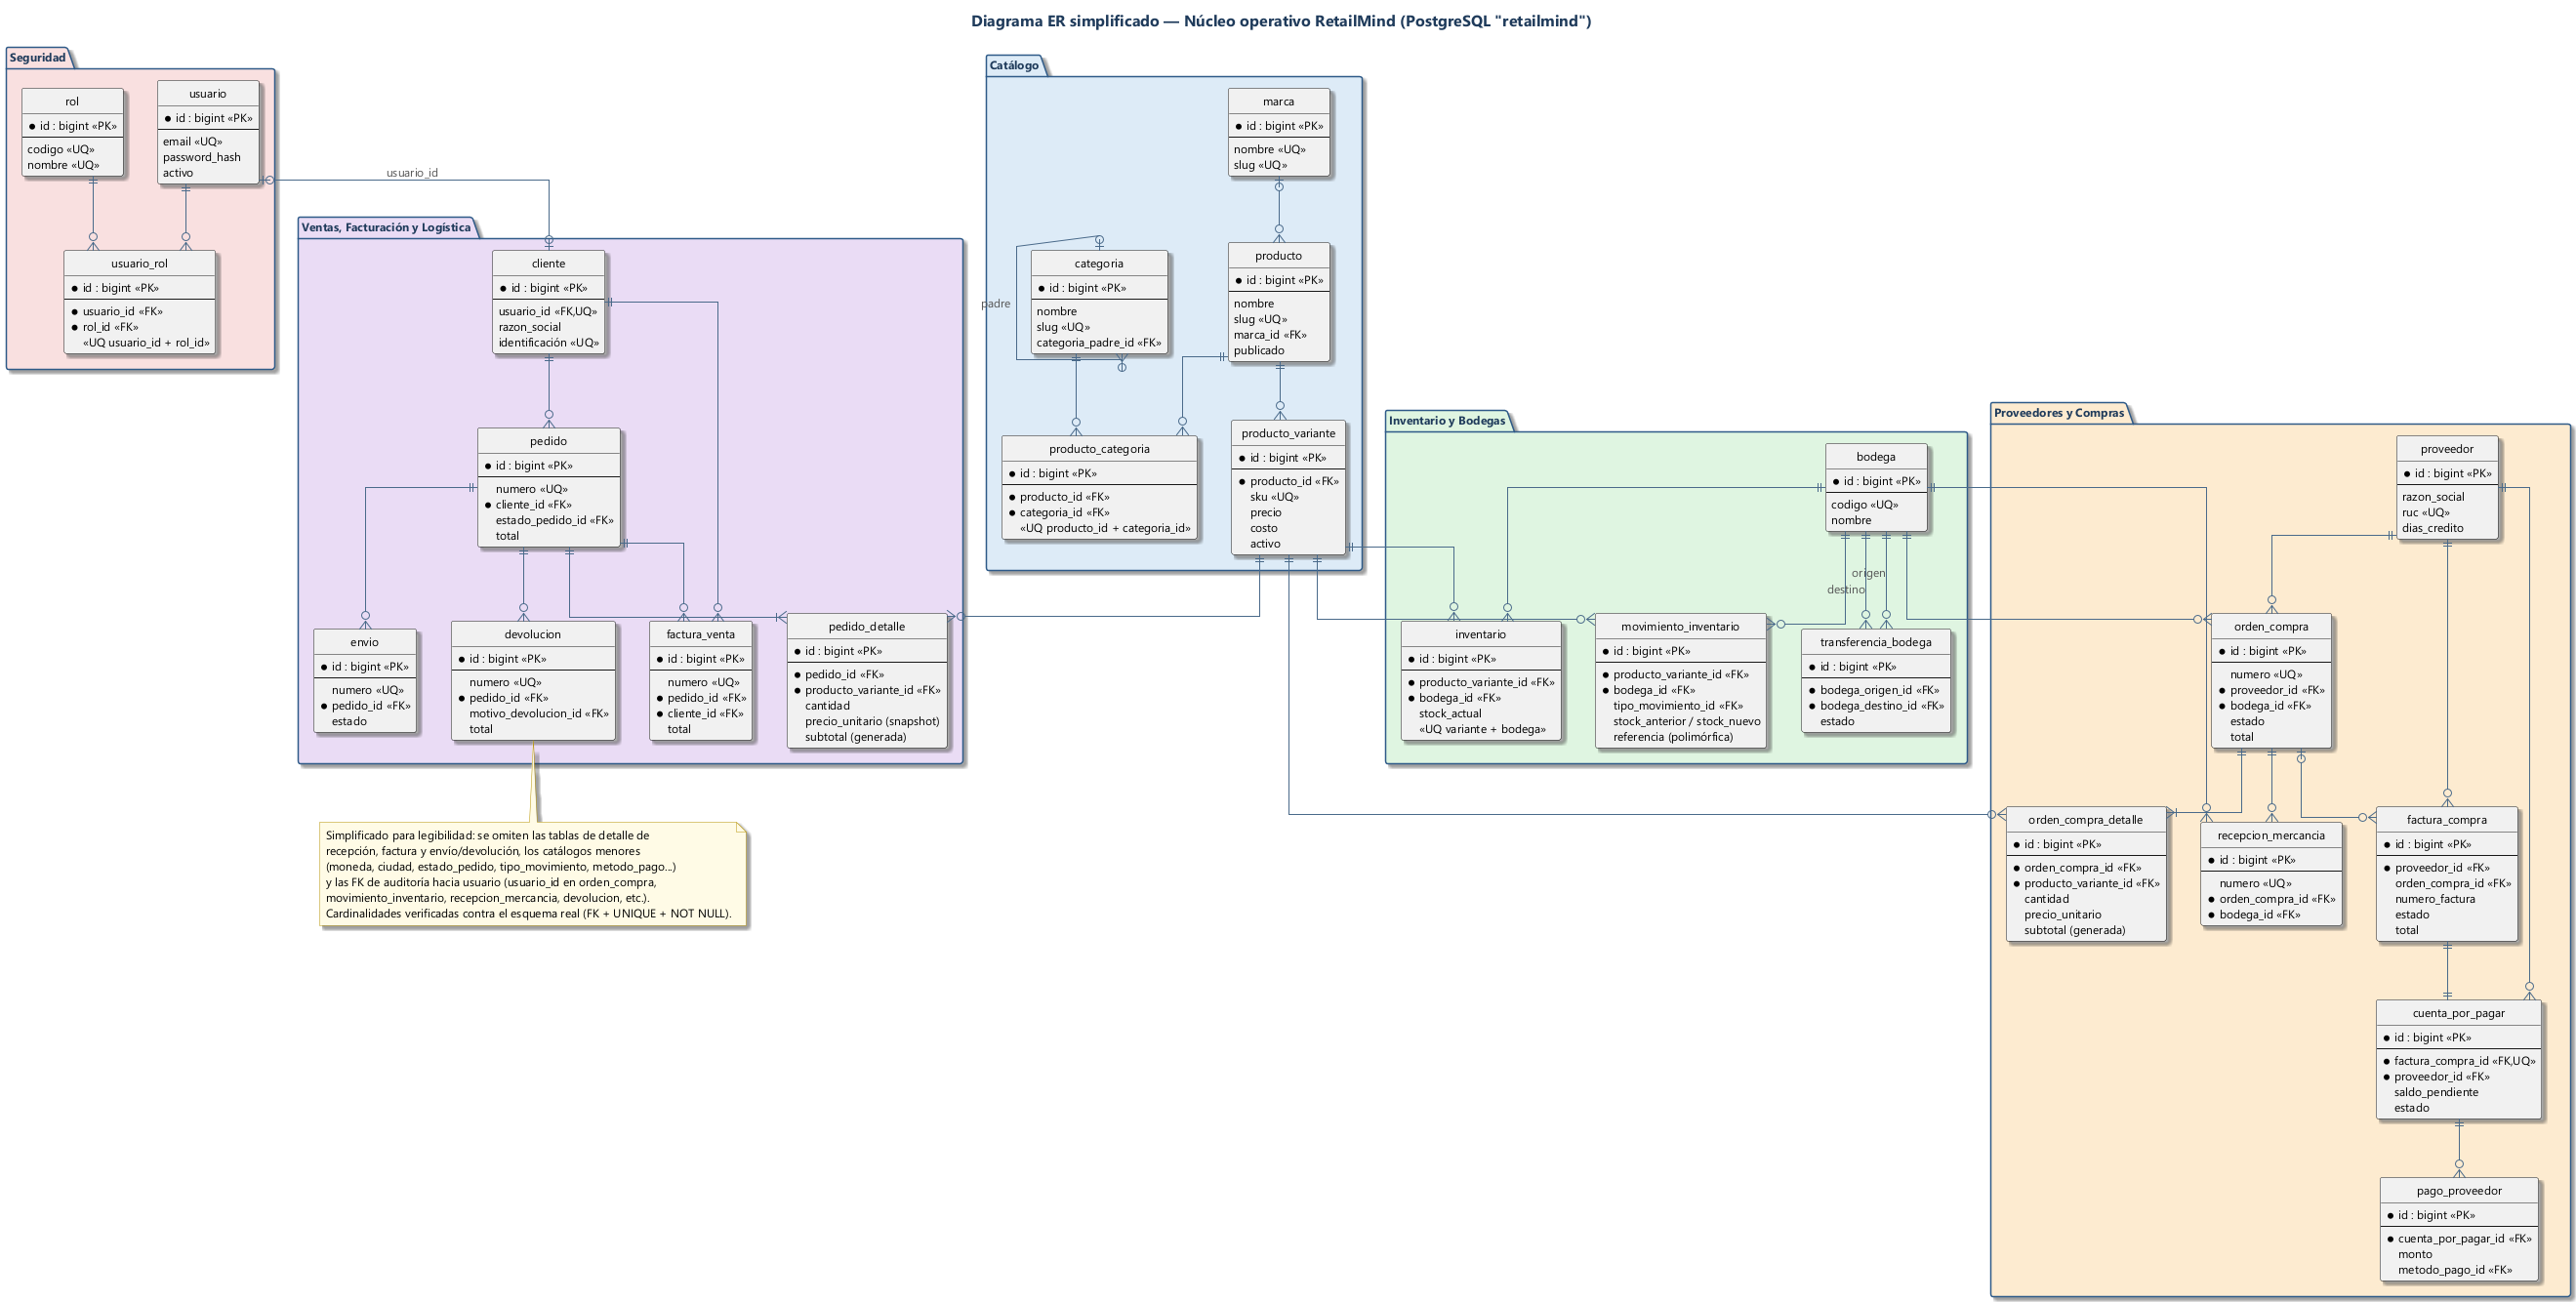 Diagrama ER simplificado — Núcleo operativo RetailMind (PostgreSQL "retailmind")
Seguridad
rol
id : bigint «PK»
codigo «UQ»
nombre «UQ»
usuario
id : bigint «PK»
email «UQ»
password_hash
activo
usuario_id
usuario_rol
id : bigint «PK»
usuario_id «FK»
rol_id «FK»
«UQ usuario_id + rol_id»
Ventas, Facturación y Logística
cliente
id : bigint «PK»
usuario_id «FK,UQ»
razon_social
identificación «UQ»
pedido
id : bigint «PK»
numero «UQ»
cliente_id «FK»
estado_pedido_id «FK»
total
envio
id : bigint «PK»
numero «UQ»
pedido_id «FK»
estado
devolucion
id : bigint «PK»
numero «UQ»
pedido_id «FK»
motivo_devolucion_id «FK»
total
factura_venta
id : bigint «PK»
numero «UQ»
pedido_id «FK»
cliente_id «FK»
total
pedido_detalle
id : bigint «PK»
pedido_id «FK»
producto_variante_id «FK»
cantidad
precio_unitario (snapshot)
subtotal (generada)
Simplificado para legibilidad: se omiten las tablas de detalle de
recepción, factura y envío/devolución, los catálogos menores
(moneda, ciudad, estado_pedido, tipo_movimiento, metodo_pago...)
y las FK de auditoría hacia usuario (usuario_id en orden_compra,
movimiento_inventario, recepcion_mercancia, devolucion, etc.).
Cardinalidades verificadas contra el esquema real (FK + UNIQUE + NOT NULL).
Catálogo
marca
id : bigint «PK»
nombre «UQ»
slug «UQ»
categoria
id : bigint «PK»
nombre
slug «UQ»
categoria_padre_id «FK»
padre
producto
id : bigint «PK»
nombre
slug «UQ»
marca_id «FK»
publicado
producto_categoria
id : bigint «PK»
producto_id «FK»
categoria_id «FK»
«UQ producto_id + categoria_id»
producto_variante
id : bigint «PK»
producto_id «FK»
sku «UQ»
precio
costo
activo
Inventario y Bodegas
bodega
id : bigint «PK»
codigo «UQ»
nombre
origen
destino
inventario
id : bigint «PK»
producto_variante_id «FK»
bodega_id «FK»
stock_actual
«UQ variante + bodega»
movimiento_inventario
id : bigint «PK»
producto_variante_id «FK»
bodega_id «FK»
tipo_movimiento_id «FK»
stock_anterior / stock_nuevo
referencia (polimórfica)
transferencia_bodega
id : bigint «PK»
bodega_origen_id «FK»
bodega_destino_id «FK»
estado
Proveedores y Compras
proveedor
id : bigint «PK»
razon_social
ruc «UQ»
dias_credito
orden_compra
id : bigint «PK»
numero «UQ»
proveedor_id «FK»
bodega_id «FK»
estado
total
orden_compra_detalle
id : bigint «PK»
orden_compra_id «FK»
producto_variante_id «FK»
cantidad
precio_unitario
subtotal (generada)
recepcion_mercancia
id : bigint «PK»
numero «UQ»
orden_compra_id «FK»
bodega_id «FK»
factura_compra
id : bigint «PK»
proveedor_id «FK»
orden_compra_id «FK»
numero_factura
estado
total
cuenta_por_pagar
id : bigint «PK»
factura_compra_id «FK,UQ»
proveedor_id «FK»
saldo_pendiente
estado
pago_proveedor
id : bigint «PK»
cuenta_por_pagar_id «FK»
monto
metodo_pago_id «FK»